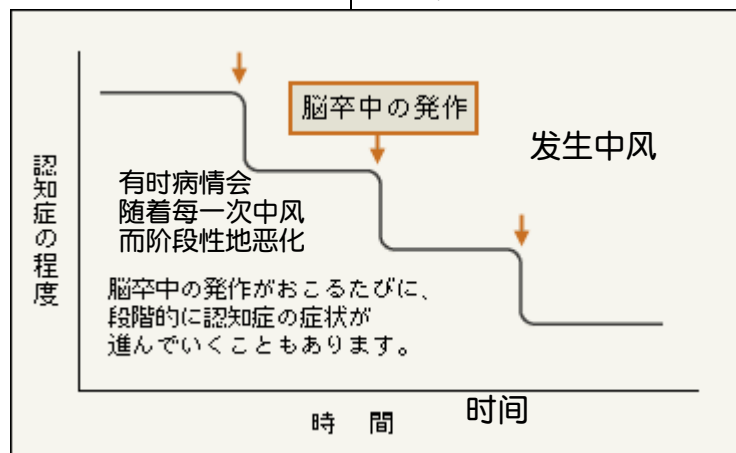 脳卒中の発作
发生中风
認知症の程度
有时病情会
随着每一次中风
而阶段性地恶化
脳卒中の発作がおこるたびに、
段階的に認知症の症状が
進んでいくこともあります。
時間
时间